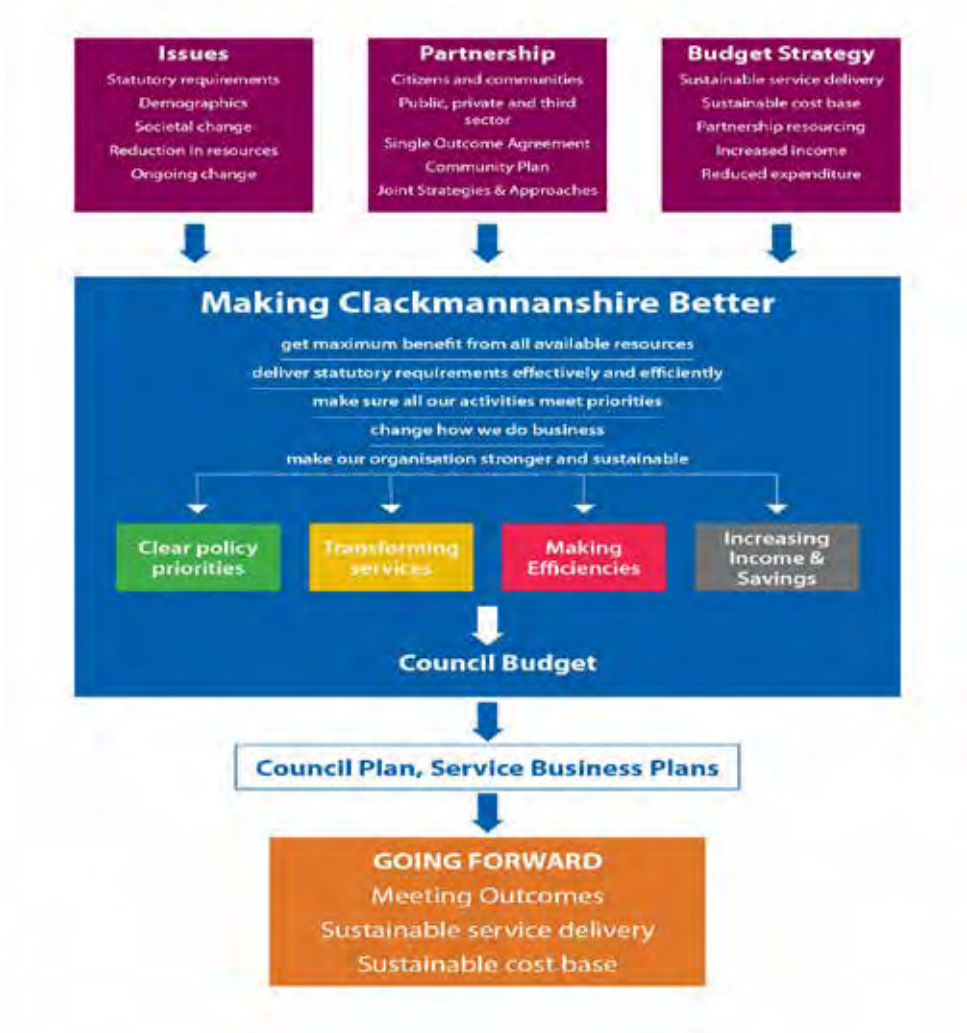 Issues
Statutory requirements
Demographics
Societal change
Reduction in resources
Ongoing change
Partnership
Citizens and communities
Public, private and third
sector
Single Outcome Agreement
Community Plan
Joint Strategies & Approaches
Budget Strategy
Sustainable service delivery
Sustainable cost base
Partnership resourcing
Increased income
Reduced expenditure
Making Clackmannanshire Better
get maximum benefit from all available resources
deliver statutory requirements effectively and efficiently
make sure all our activities meet priorities
change how we do business
make our organisation stronger and sustainable
Clear policy
priorities
Transforming
services
Making
Efficiencies
Increasing
Income &
Savings
Council Budget
Council Plan, Service Business Plans
GOING FORWARD
Meeting Outcomes
Sustainable service delivery
Sustainable cost base